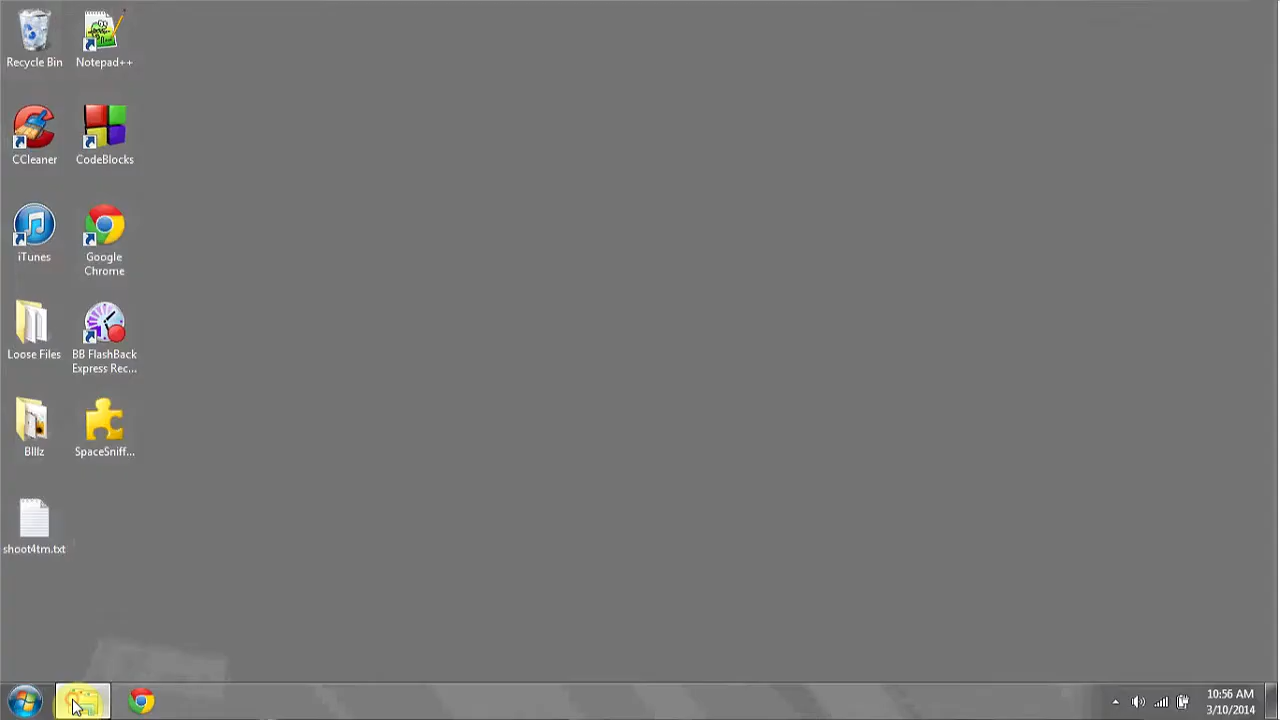 Recycle Bin
Notepad++
CCleaner
CodeBlocks
iTunes
Google
Chrome
Loose Files
BB FlashBack
Express Rec...
SpaceSniff...
shoot4tm.txt
10:56 AM
3/10/2014